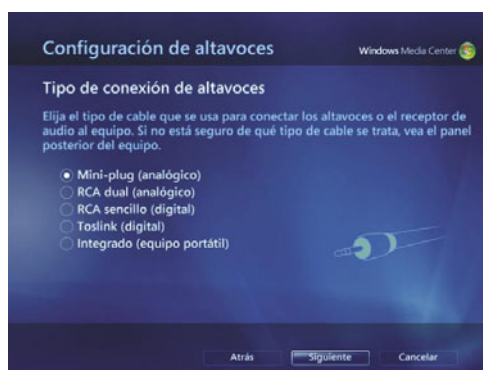 Configuración de altavoces
Windows Media Center
Tipo de conexión de altavoces
Elija el tipo de cable que se usa para conectar los altavoces o el receptor de
audio al equipo. Si no está seguro de qué tipo de cable se trata, vea el panel
posterior del equipo.
Mini-plug (analógico)
RCA dual (analógico)
RCA sencillo (digital)
Toslink (digital)
Integrado (equipo portátil)
Atrás Siguiente Cancelar